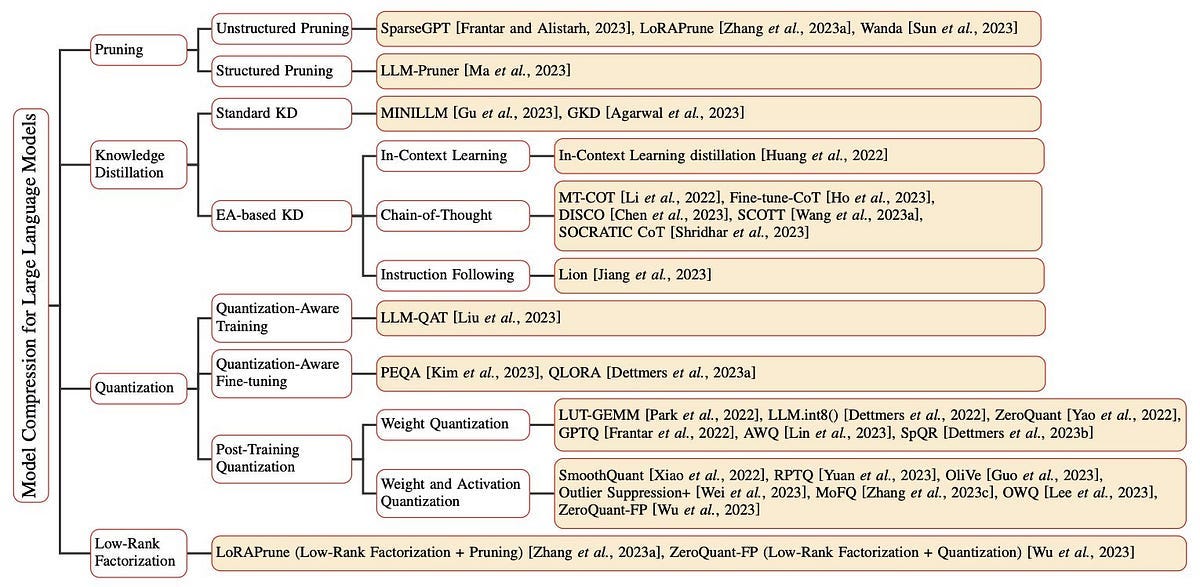 Model Compression for Large Language Models
Pruning
Unstructured Pruning
SparseGPT [Frantar and Alistarh, 2023], LoRAPrune [Zhang et al., 2023a], Wanda [Sun et al., 2023]
Structured Pruning
LLM-Pruner [Ma et al., 2023]
Knowledge
Distillation
Standard KD
MINILLM [Gu et al., 2023], GKD [Agarwal et al., 2023]
EA-based KD
In-Context Learning
In-Context Learning distillation [Huang et al., 2022]
Chain-of-Thought
MT-COT [Li et al., 2022], Fine-tune-CoT [Ho et al., 2023],
DISCO [Chen et al., 2023], SCOTT [Wang et al., 2023a],
SOCRATIC CoT [Shridhar et al., 2023]
Instruction Following
Lion [Jiang et al., 2023]
Quantization
Quantization-Aware
Training
LLM-QAT [Liu et al., 2023]
Quantization-Aware
Fine-tuning
PEQA [Kim et al., 2023], QLORA [Dettmers et al., 2023a]
Post-Training
Quantization
Weight Quantization
LUT-GEMM [Park et al., 2022], LLM.int8() [Dettmers et al., 2022], ZeroQuant [Yao et al., 2022],
GPTQ [Frantar et al., 2022], AWQ [Lin et al., 2023], SpQR [Dettmers et al., 2023b]
Weight and Activation
Quantization
SmoothQuant [Xiao et al., 2022], RPTQ [Yuan et al., 2023], OliVe [Guo et al., 2023],
Outlier Suppression+ [Wei et al., 2023], MoFQ [Zhang et al., 2023c], OWQ [Lee et al., 2023],
ZeroQuant-FP [Wu et al., 2023]
Low-Rank
Factorization
LoRAPrune (Low-Rank Factorization + Pruning) [Zhang et al., 2023a], ZeroQuant-FP (Low-Rank Factorization + Quantization) [Wu et al., 2023]